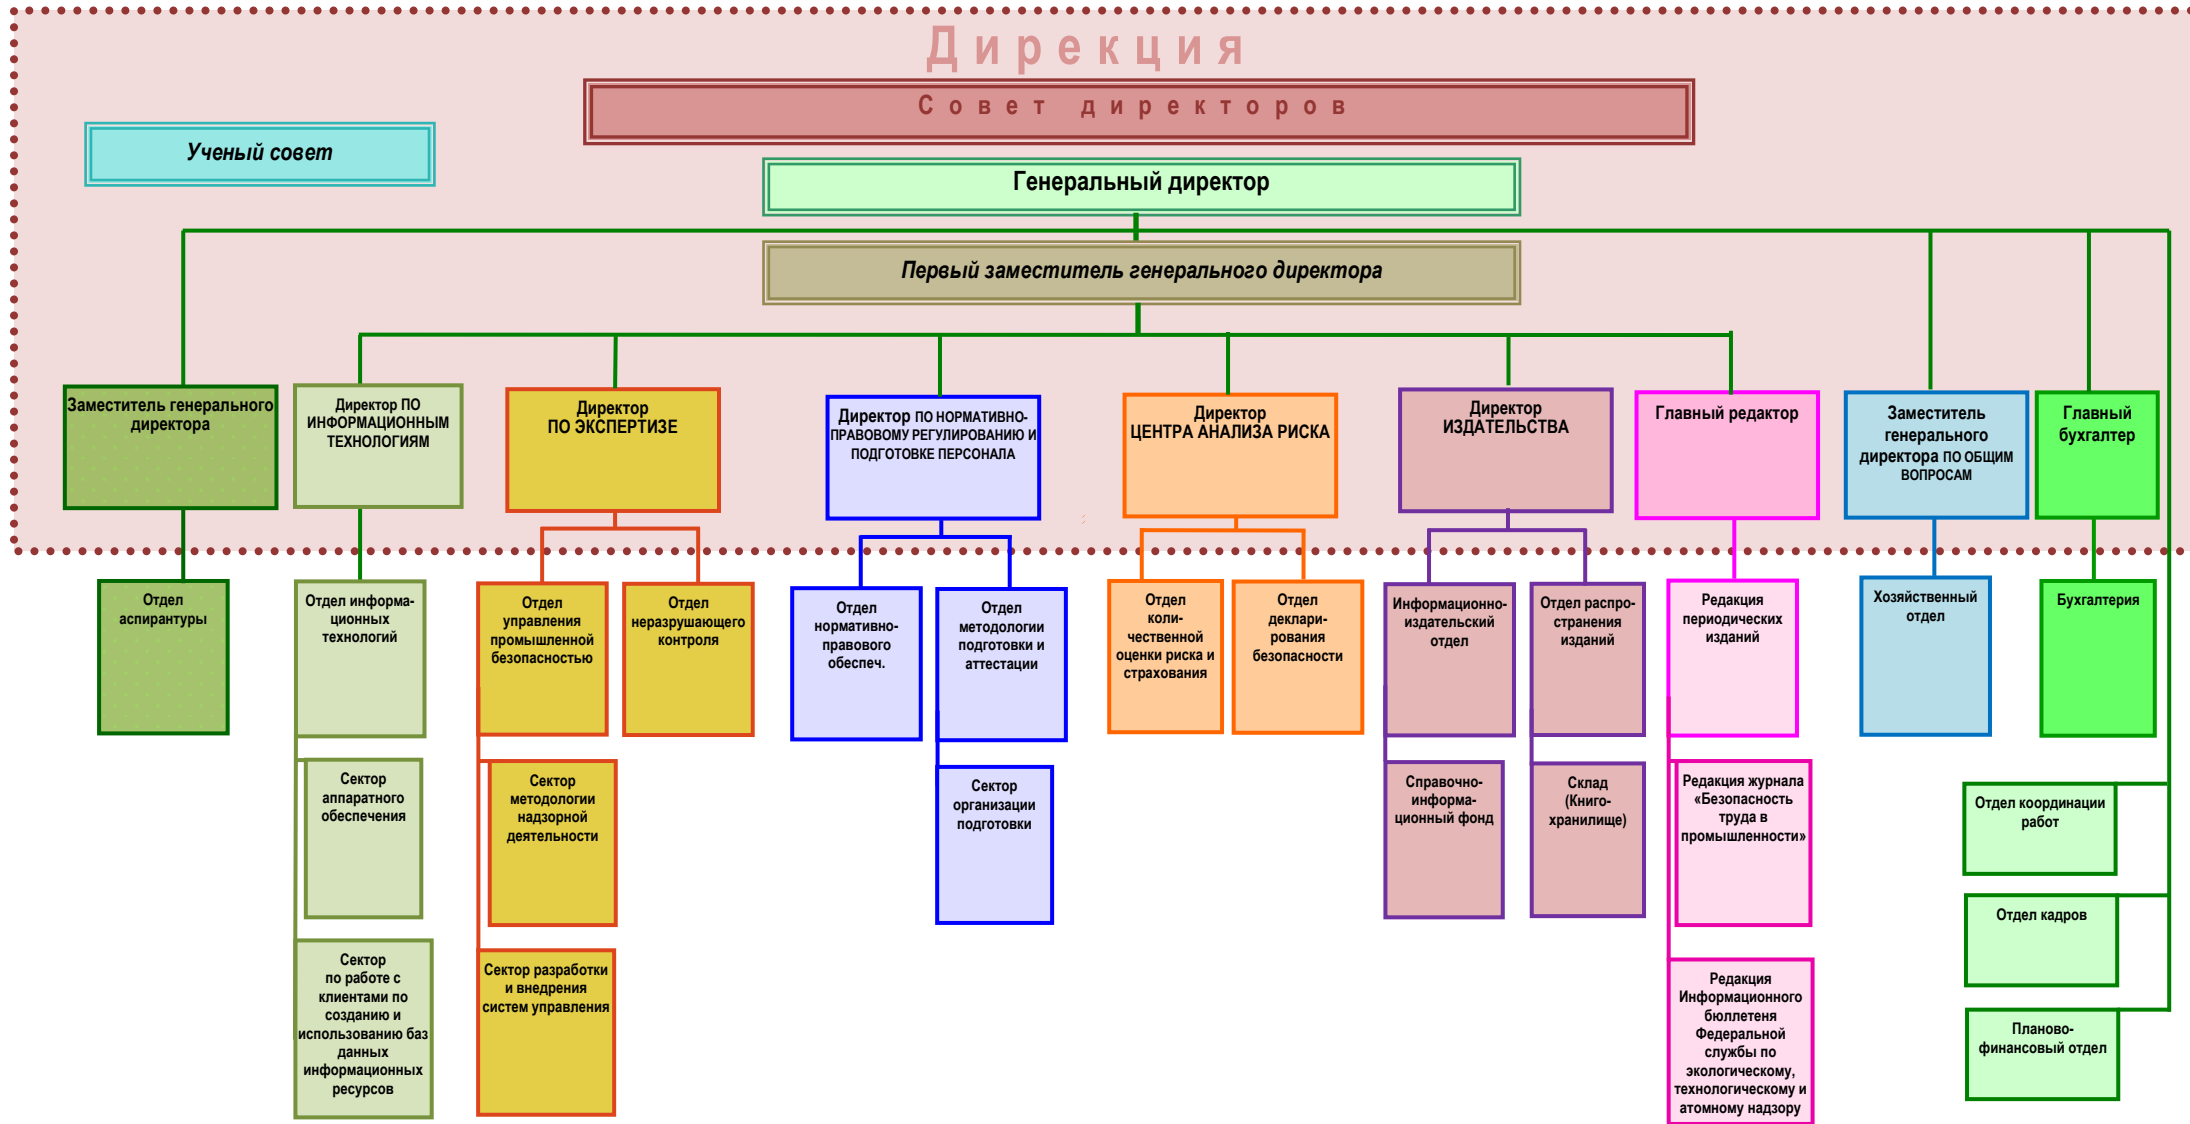 Дирекция
Совет директоров
Ученый совет
Генеральный директор
Первый заместитель генерального директора
Заместитель генерального
директора
Директор ПО
ИНФОРМАЦИОННЫМ
ТЕХНОЛОГИЯМ
Директор
ПО ЭКСПЕРТИЗЕ
Директор ПО НОРМАТИВНО-
ПРАВОВОМУ РЕГУЛИРОВАНИЮ И
ПОДГОТОВКЕ ПЕРСОНАЛА
Директор
ЦЕНТРА АНАЛИЗА РИСКА
Директор
ИЗДАТЕЛЬСТВА
Главный редактор
Заместитель
генерального
директора ПО ОБЩИМ
ВОПРОСАМ
Главный
бухгалтер
Отдел
аспирантуры
Отдел информа-
ционных
технологий
Отдел
управления
промышленной
безопасностью
Отдел
неразрушающего
контроля
Отдел
нормативно-
правового
обеспеч.
Отдел
методологии
подготовки и
аттестации
Отдел
коли-
чественной
оценки риска и
страхования
Отдел
деклари-
рования
безопасности
Информационно-
издательский
отдел
Отдел распро-
странения
изданий
Редакция
периодических
изданий
Хозяйственный
отдел
Бухгалтерия
Сектор
аппаратного
обеспечения
Сектор
методологии
надзорной
деятельности
Сектор
организации
подготовки
Справочно-
информа-
ционный фонд
Склад
(Книго-
хранилище)
Редакция журнала
«Безопасность
труда в
промышленности»
Отдел координации
работ
Отдел кадров
Планово-
финансовый отдел
Сектор
по работе с
клиентами по
созданию и
использованию баз
данных
информационных
ресурсов
Сектор разработки
и внедрения
систем управления
Редакция
Информационного
бюллетеня
Федеральной
службы по
экологическому,
технологическому и
атомному надзору